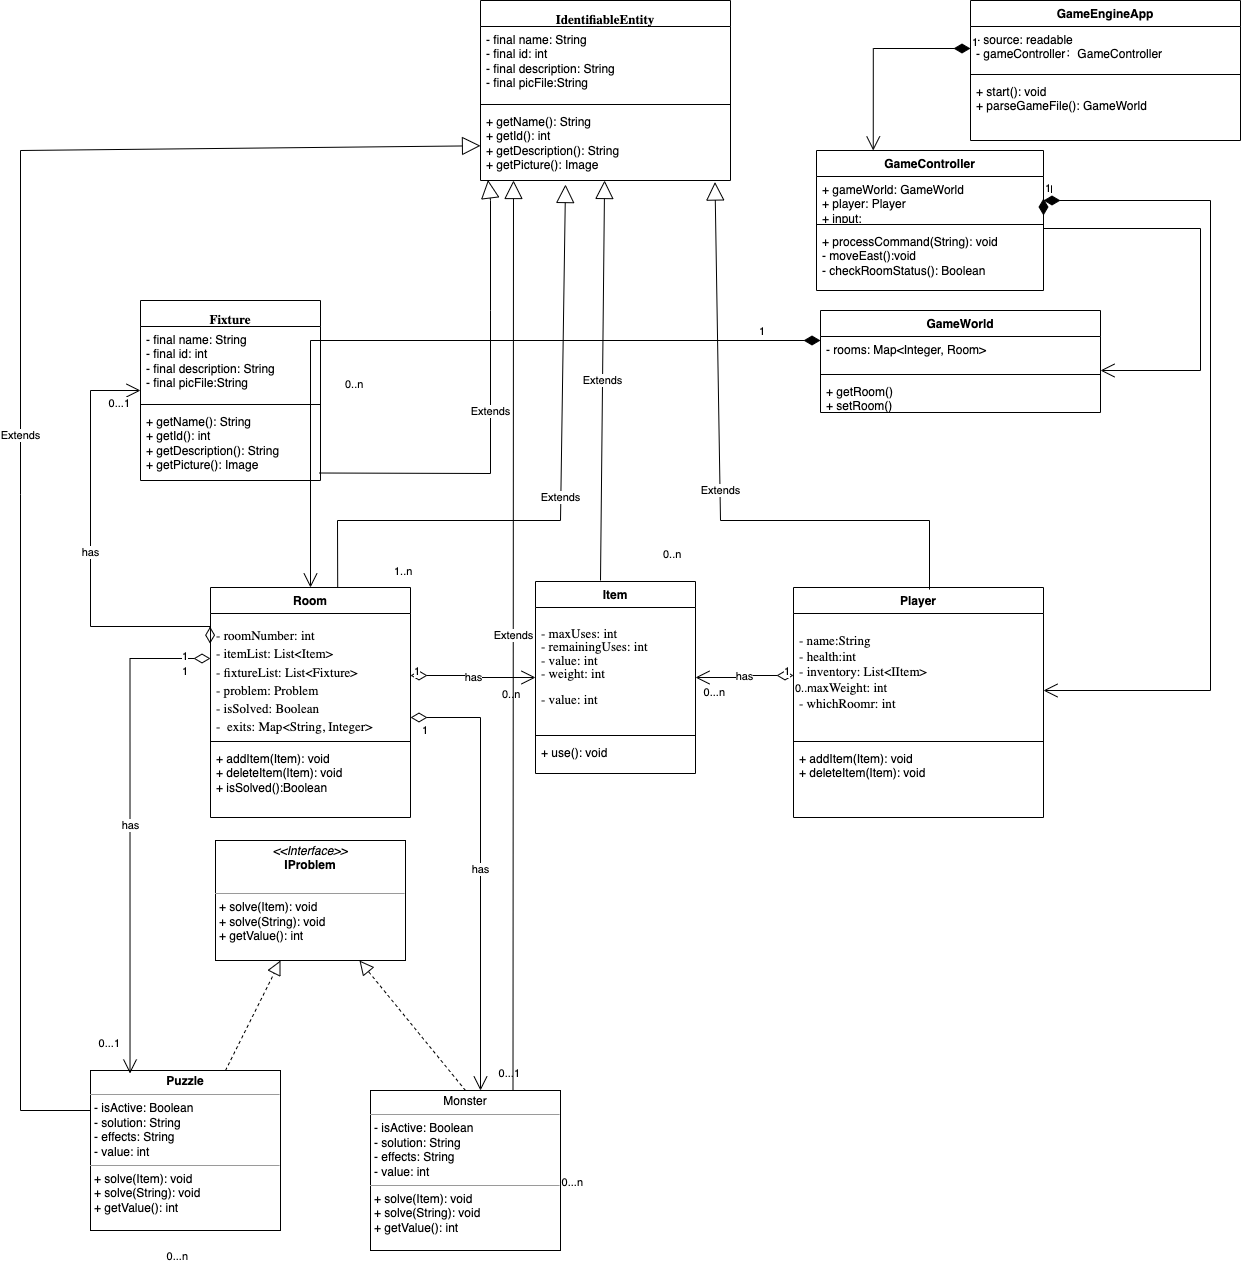 IdentifiableEntity
- final name: String
- final id: int
- final description: String
- final picFile:String
+ getName(): String
+ getId(): int
+ getDescription(): String
+ getPicture(): Image
GameEngineApp
1
- source: readable
- gameController: GameController
+ start(): void
+ parseGameFile(): GameWorld
GameController
+ gameWorld: GameWorld
+ player: Player
+ input:
+ processCommand(String): void
- moveEast():void
- checkRoomStatus(): Boolean
1
GameWorld
- rooms: Map<Integer, Room>
+ getRoom()
+ setRoom()
1
Fixture
- final name: String
- final id: int
- final description: String
- final picFile:String
+ getName(): String
+ getId(): int
+ getDescription(): String
+ getPicture(): Image
0...1
0..n
Extends
Extends
Extends
Extends
Extends
Extends
has
1..n
0..n
Room
- roomNumber: int
- itemList: List<Item>
- fixtureList: List<Fixture>
- problem: Problem
- isSolved: Boolean
- exits: Map<String, Integer>
+ addItem(Item): void
+ deleteItem(Item): void
+ isSolved():Boolean
1
1
1
has
0..n
1
Item
- maxUses: int
- remainingUses: int
- value: int
- weight: int
- value: int
+ use(): void
has
0...n
1
Player
- name:String
- health:int
- inventory: List<IItem>
0..maxWeight: int
- whichRoomr: int
+ addItem(Item): void
+ deleteItem(Item): void
has
has
<<Interface>>
IProblem
+ solve(Item): void
+ solve(String): void
+ getValue(): int
0...1
0...1
Puzzle
- isActive: Boolean
- solution: String
- effects: String
- value: int
+ solve(Item): void
+ solve(String): void
+ getValue(): int
0...n
Monster
- isActive: Boolean
- solution: String
- effects: String
- value: int
+ solve(Item): void
+ solve(String): void
+ getValue(): int
0...n